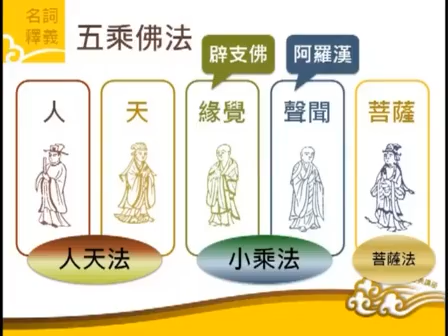 名詞
釋義
五乘佛法
辟支佛
阿羅漢
人
天
緣覺
聲聞
菩薩
人天法
小乘法
菩薩法